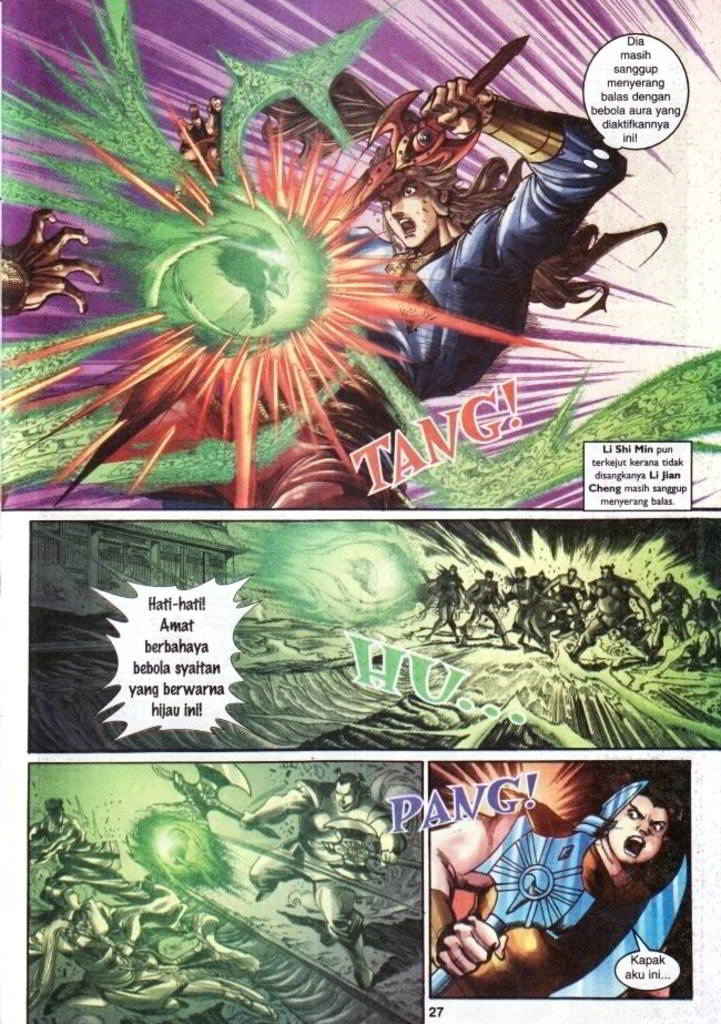 Dia
masih
sanggup
menyerang
balas dengan
bebola aura yang
diaktifkannya
ini!
TANG!
Li Shi Min pun
terkejut kerana tidak
disangkanya Li Jian
Cheng masih sanggup
menyerang balas.
Hati-hati!
Amat
berbahaya
bebola syaitan
yang berwarna
hijau ini!
HU...
PANG!
Kapak
aku ini...
27